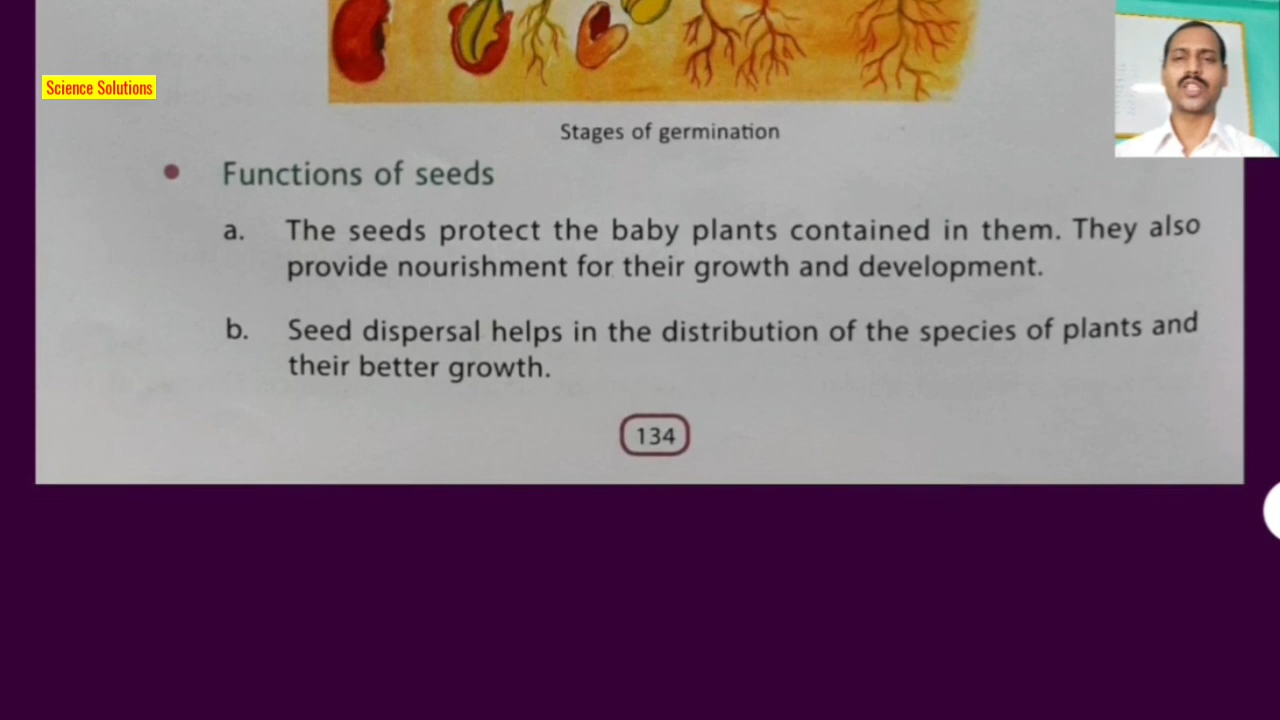 Science Solutions
Stages of germination
• Functions of seeds
a. The seeds protect the baby plants contained in them. They also
provide nourishment for their growth and development.
b. Seed dispersal helps in the distribution of the species of plants and
their better growth.
134